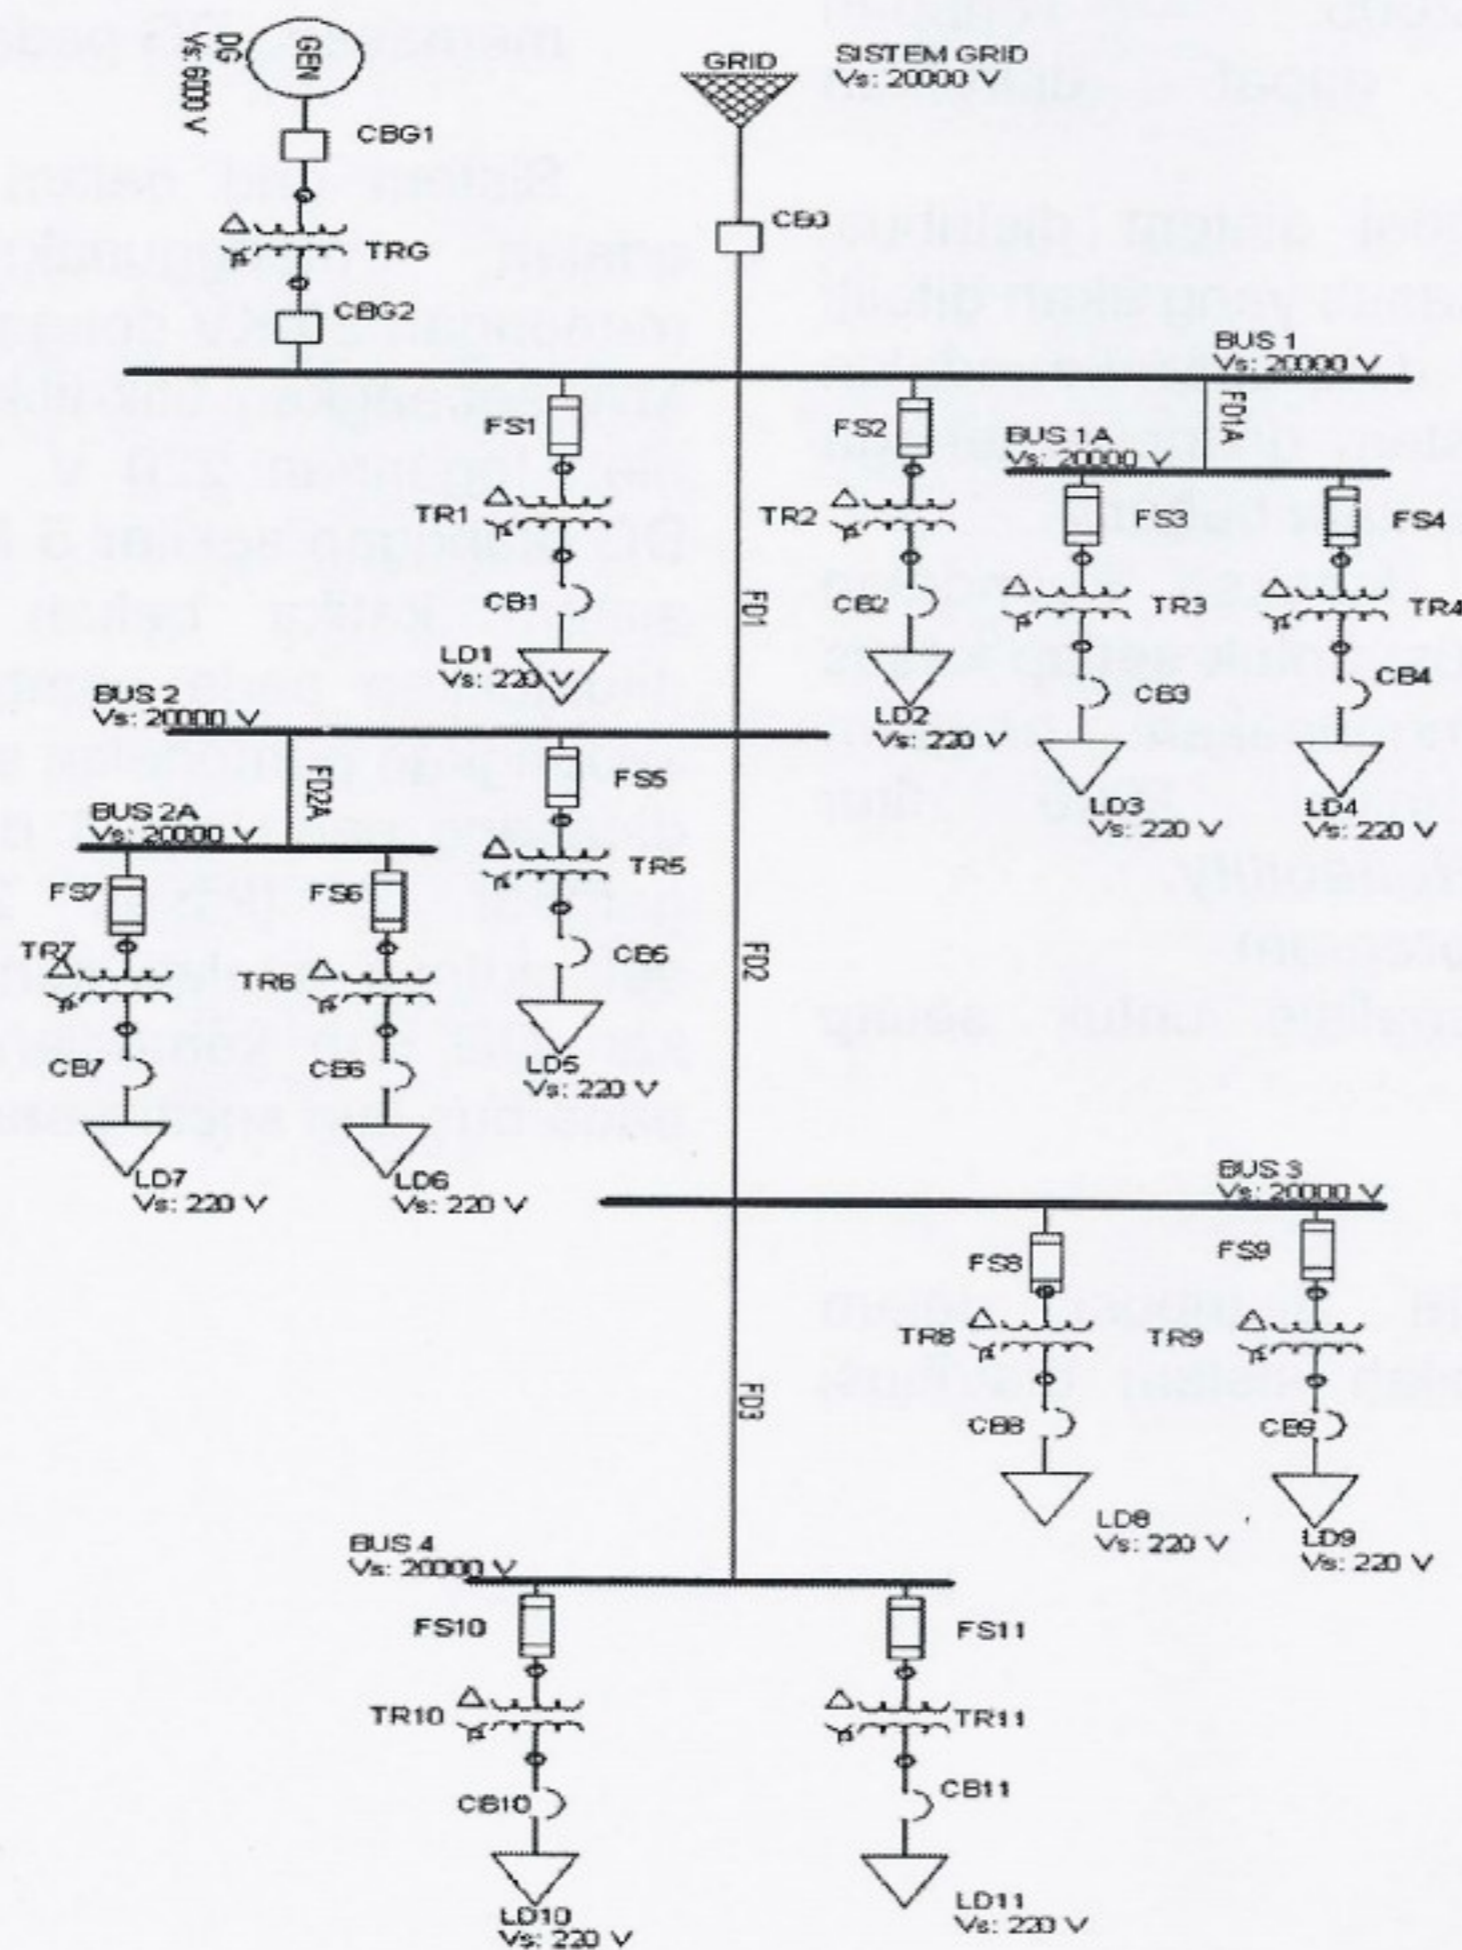 GEN
DG
Vs: 6000 V
CBG1
TRG
CBG2
GRID
SISTEM GRID
Vs: 20000 V
BUS 1
Vs: 20000 V
FS1
TR1
CB1
LD1
Vs: 220 V
FS2
TR2
CB2
LD2
Vs: 220 V
FD1A
BUS 1A
Vs: 20000 V
FS3
TR3
CB3
LD3
Vs: 220 V
FS4
TR4
CB4
LD4
Vs: 220 V
FD1
BUS 2
Vs: 20000 V
FD2A
FS5
TR5
CB5
LD5
Vs: 220 V
BUS 2A
Vs: 20000 V
FS7
TR7
CB7
LD7
Vs: 220 V
FS6
TR6
CB6
LD6
Vs: 220 V
FD2
BUS 3
Vs: 20000 V
FS8
TR8
CB8
LD8
Vs: 220 V
FS9
TR9
CB9
LD9
Vs: 220 V
FD3
BUS 4
Vs: 20000 V
FS10
TR10
CB10
LD10
Vs: 220 V
FS11
TR11
CB11
LD11
Vs: 220 V